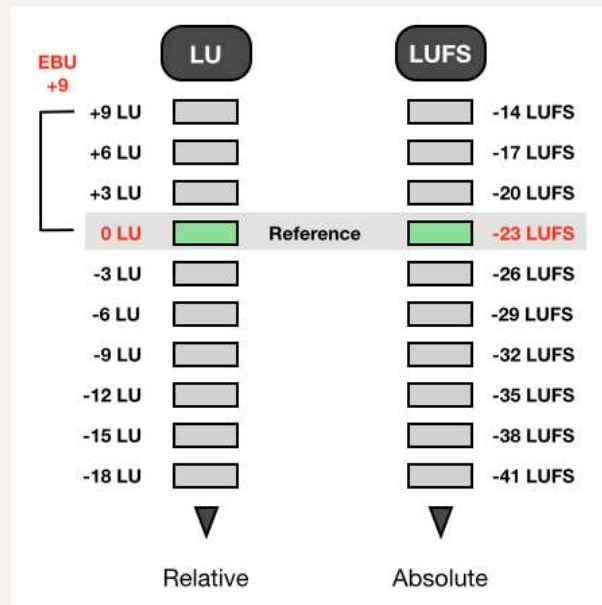 LU LUFS
EBU
+9
+9 LU -14 LUFS
+6 LU -17 LUFS
+3 LU -20 LUFS
0 LU Reference -23 LUFS
-3 LU -26 LUFS
-6 LU -29 LUFS
-9 LU -32 LUFS
-12 LU -35 LUFS
-15 LU -38 LUFS
-18 LU -41 LUFS
Relative Absolute